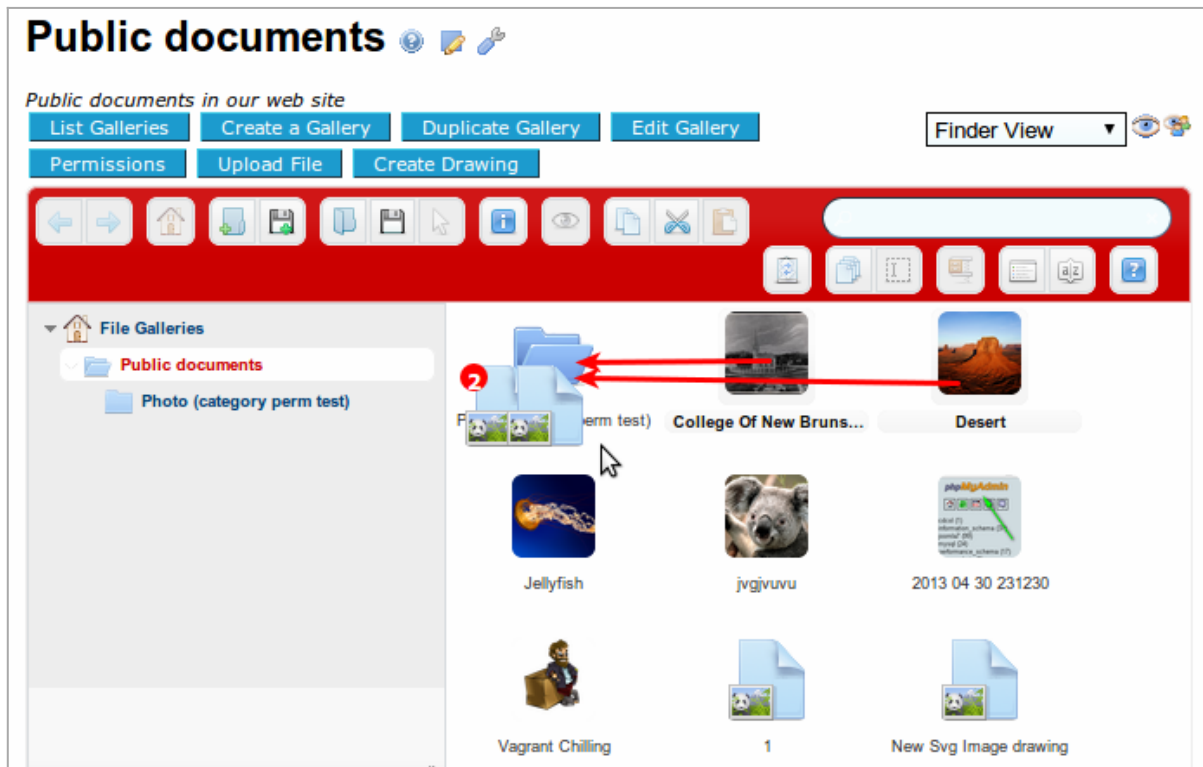 Public documents
Public documents in our web site
List Galleries Create a Gallery Duplicate Gallery Edit Gallery
Finder View
Permissions Upload File Create Drawing
File Galleries
Public documents
Photo (category perm test)
2
perm test) College Of New Bruns... Desert
phpMyAdmin
Jellyfish jvgjvuvu 2013 04 30 231230
Vagrant Chilling 1 New Svg Image drawing